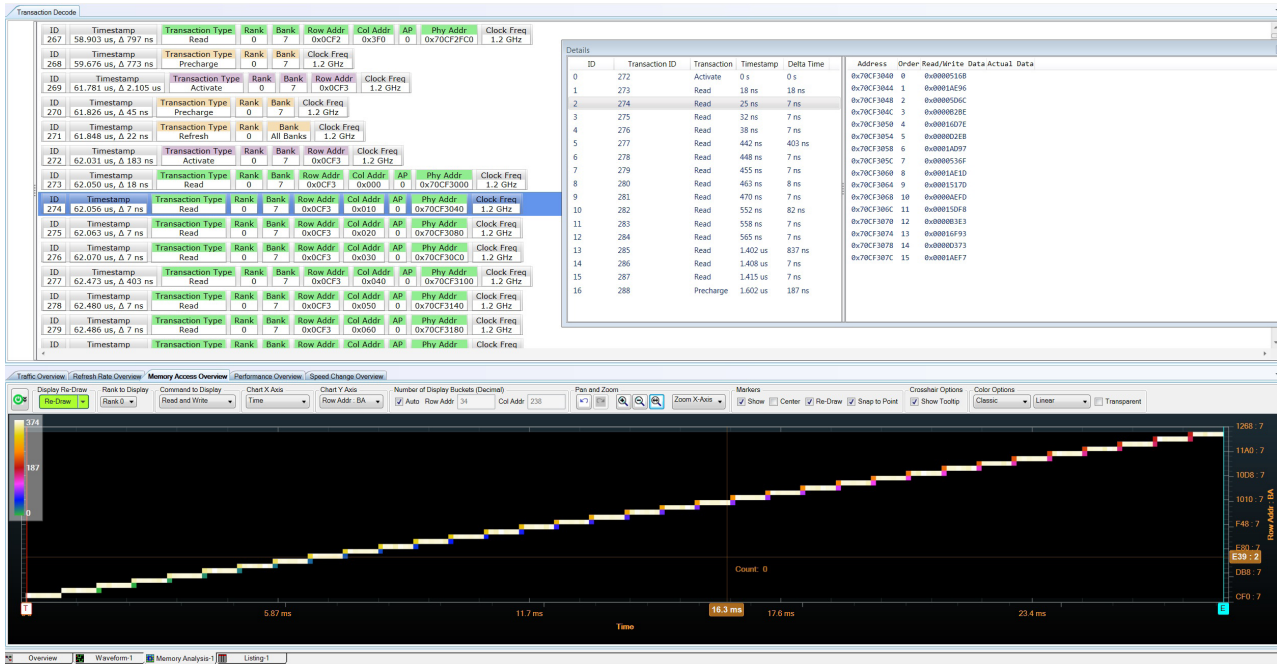 Transaction Decode
ID Timestamp Transaction Type Rank Bank Row Addr Col Addr AP Phy Addr Clock Freq
267 58.903 us, Δ 797 ns Read 0 7 0x0CF2 0x3F0 0 0x70CF2FC0 1.2 GHz
ID Timestamp Transaction Type Rank Bank Clock Freq
268 59.676 us, Δ 773 ns Precharge 0 7 1.2 GHz
ID Timestamp Transaction Type Rank Bank Row Addr Clock Freq
269 61.781 us, Δ 2.105 us Activate 0 7 0x0CF3 1.2 GHz
ID Timestamp Transaction Type Rank Bank Clock Freq
270 61.826 us, Δ 45 ns Precharge 0 7 1.2 GHz
ID Timestamp Transaction Type Rank Bank Clock Freq
271 61.848 us, Δ 22 ns Refresh 0 All Banks 1.2 GHz
ID Timestamp Transaction Type Rank Bank Row Addr Clock Freq
272 62.031 us, Δ 183 ns Activate 0 7 0x0CF3 1.2 GHz
ID Timestamp Transaction Type Rank Bank Row Addr Col Addr AP Phy Addr Clock Freq
273 62.050 us, Δ 18 ns Read 0 7 0x0CF3 0x000 0 0x70CF3000 1.2 GHz
ID Timestamp Transaction Type Rank Bank Row Addr Col Addr AP Phy Addr Clock Freq
274 62.056 us, Δ 7 ns Read 0 7 0x0CF3 0x010 0 0x70CF3040 1.2 GHz
ID Timestamp Transaction Type Rank Bank Row Addr Col Addr AP Phy Addr Clock Freq
275 62.063 us, Δ 7 ns Read 0 7 0x0CF3 0x020 0 0x70CF3080 1.2 GHz
ID Timestamp Transaction Type Rank Bank Row Addr Col Addr AP Phy Addr Clock Freq
276 62.070 us, Δ 7 ns Read 0 7 0x0CF3 0x030 0 0x70CF30C0 1.2 GHz
ID Timestamp Transaction Type Rank Bank Row Addr Col Addr AP Phy Addr Clock Freq
277 62.473 us, Δ 403 ns Read 0 7 0x0CF3 0x040 0 0x70CF3100 1.2 GHz
ID Timestamp Transaction Type Rank Bank Row Addr Col Addr AP Phy Addr Clock Freq
278 62.480 us, Δ 7 ns Read 0 7 0x0CF3 0x050 0 0x70CF3140 1.2 GHz
ID Timestamp Transaction Type Rank Bank Row Addr Col Addr AP Phy Addr Clock Freq
279 62.486 us, Δ 7 ns Read 0 7 0x0CF3 0x060 0 0x70CF3180 1.2 GHz
ID Timestamp Transaction Type Rank Bank Row Addr Col Addr AP Phy Addr Clock Freq
Details
ID Transaction ID Transaction Timestamp Delta Time
0 272 Activate 0 s 0 s
1 273 Read 18 ns 18 ns
2 274 Read 25 ns 7 ns
3 275 Read 32 ns 7 ns
4 276 Read 38 ns 7 ns
5 277 Read 442 ns 403 ns
6 278 Read 448 ns 7 ns
7 279 Read 455 ns 7 ns
8 280 Read 463 ns 8 ns
9 281 Read 470 ns 7 ns
10 282 Read 552 ns 82 ns
11 283 Read 558 ns 7 ns
12 284 Read 565 ns 7 ns
13 285 Read 1.402 us 837 ns
14 286 Read 1.408 us 7 ns
15 287 Read 1.415 us 7 ns
16 288 Precharge 1.602 us 187 ns
Address Order Read/Write Data Actual Data
0x70CF3040 0 0x0000516B
0x70CF3044 1 0x0001AE96
0x70CF3048 2 0x00005D6C
0x70CF304C 3 0x0000B2BE
0x70CF3050 4 0x00016D7E
0x70CF3054 5 0x0000D2EB
0x70CF3058 6 0x0001AD97
0x70CF305C 7 0x0000536F
0x70CF3060 8 0x0001AE1D
0x70CF3064 9 0x0001517D
0x70CF3068 10 0x0000AEFD
0x70CF306C 11 0x00015DF8
0x70CF3070 12 0x0000B3E3
0x70CF3074 13 0x00016F93
0x70CF3078 14 0x0000D373
0x70CF307C 15 0x0001AEF7
Traffic Overview Refresh Rate Overview Memory Access Overview Performance Overview Speed Change Overview
Display Re-Draw Rank to Display Command to Display Chart X Axis Chart Y Axis Number of Display Buckets (Decimal) Pan and Zoom Markers Crosshair Options Color Options
Re-Draw Rank 0 Read and Write Time Row Addr : BA Auto Row Addr 34 Col Addr 238 Zoom X-Axis Show Center Re-Draw Snap to Point Show Tooltip Classic Linear Transparent
374
187
0
1268 : 7
11A0 : 7
10D8 : 7
1010 : 7
F48 : 7
E80 : 7
E39 : 2
DB8 : 7
CF0 : 7
Row Addr : BA
Count: 0
T
E
5.87 ms 11.7 ms 16.3 ms 17.6 ms 23.4 ms
Time
Overview Waveform-1 Memory Analysis-1 Listing-1